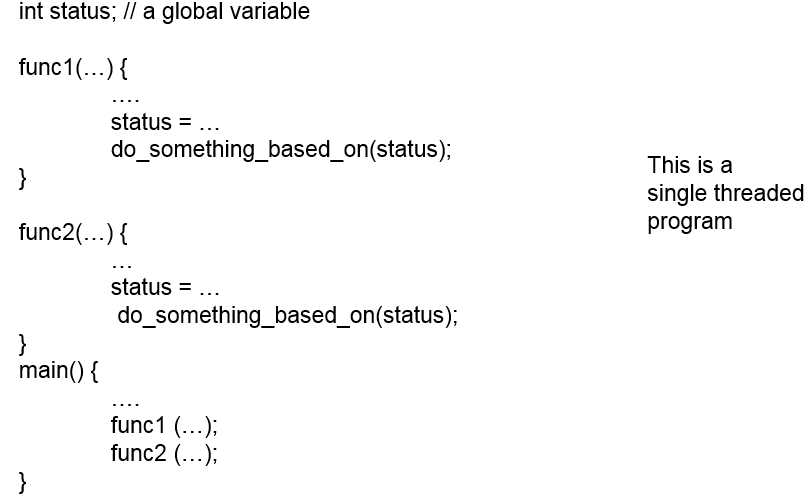 int status; // a global variable
func1(…) {
….
status = …
do_something_based_on(status);
}
This is a
single threaded
program
func2(…) {
…
status = …
do_something_based_on(status);
}
main() {
….
func1 (…);
func2 (…);
}